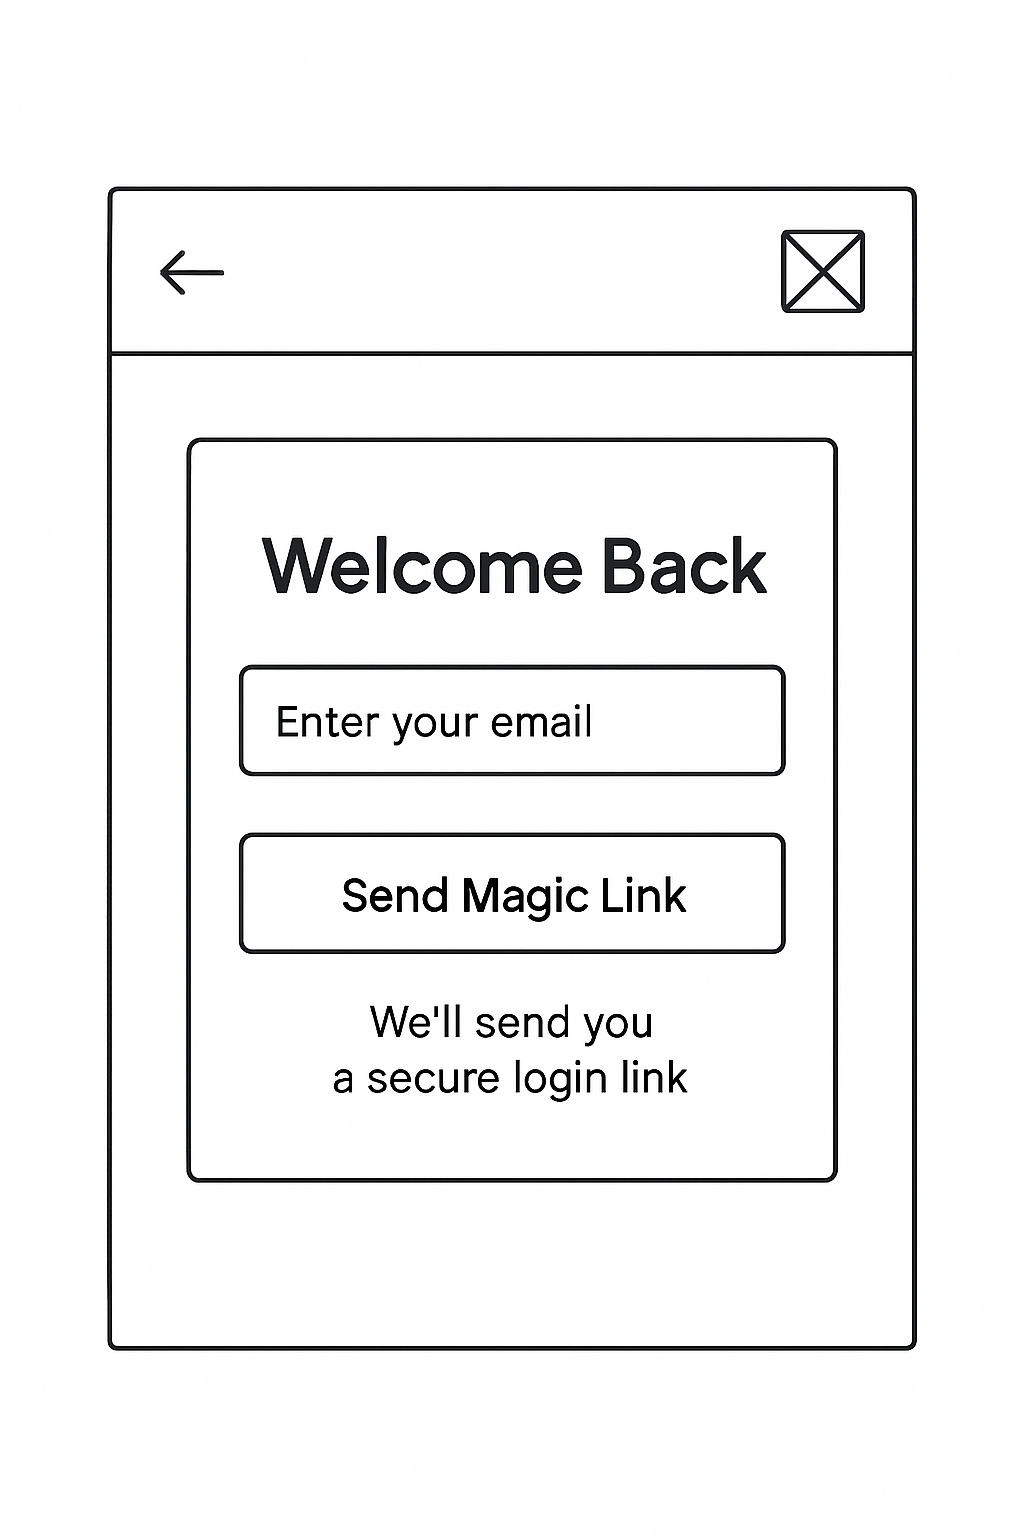 Welcome Back
Enter your email
Send Magic Link
We'll send you
a secure login link